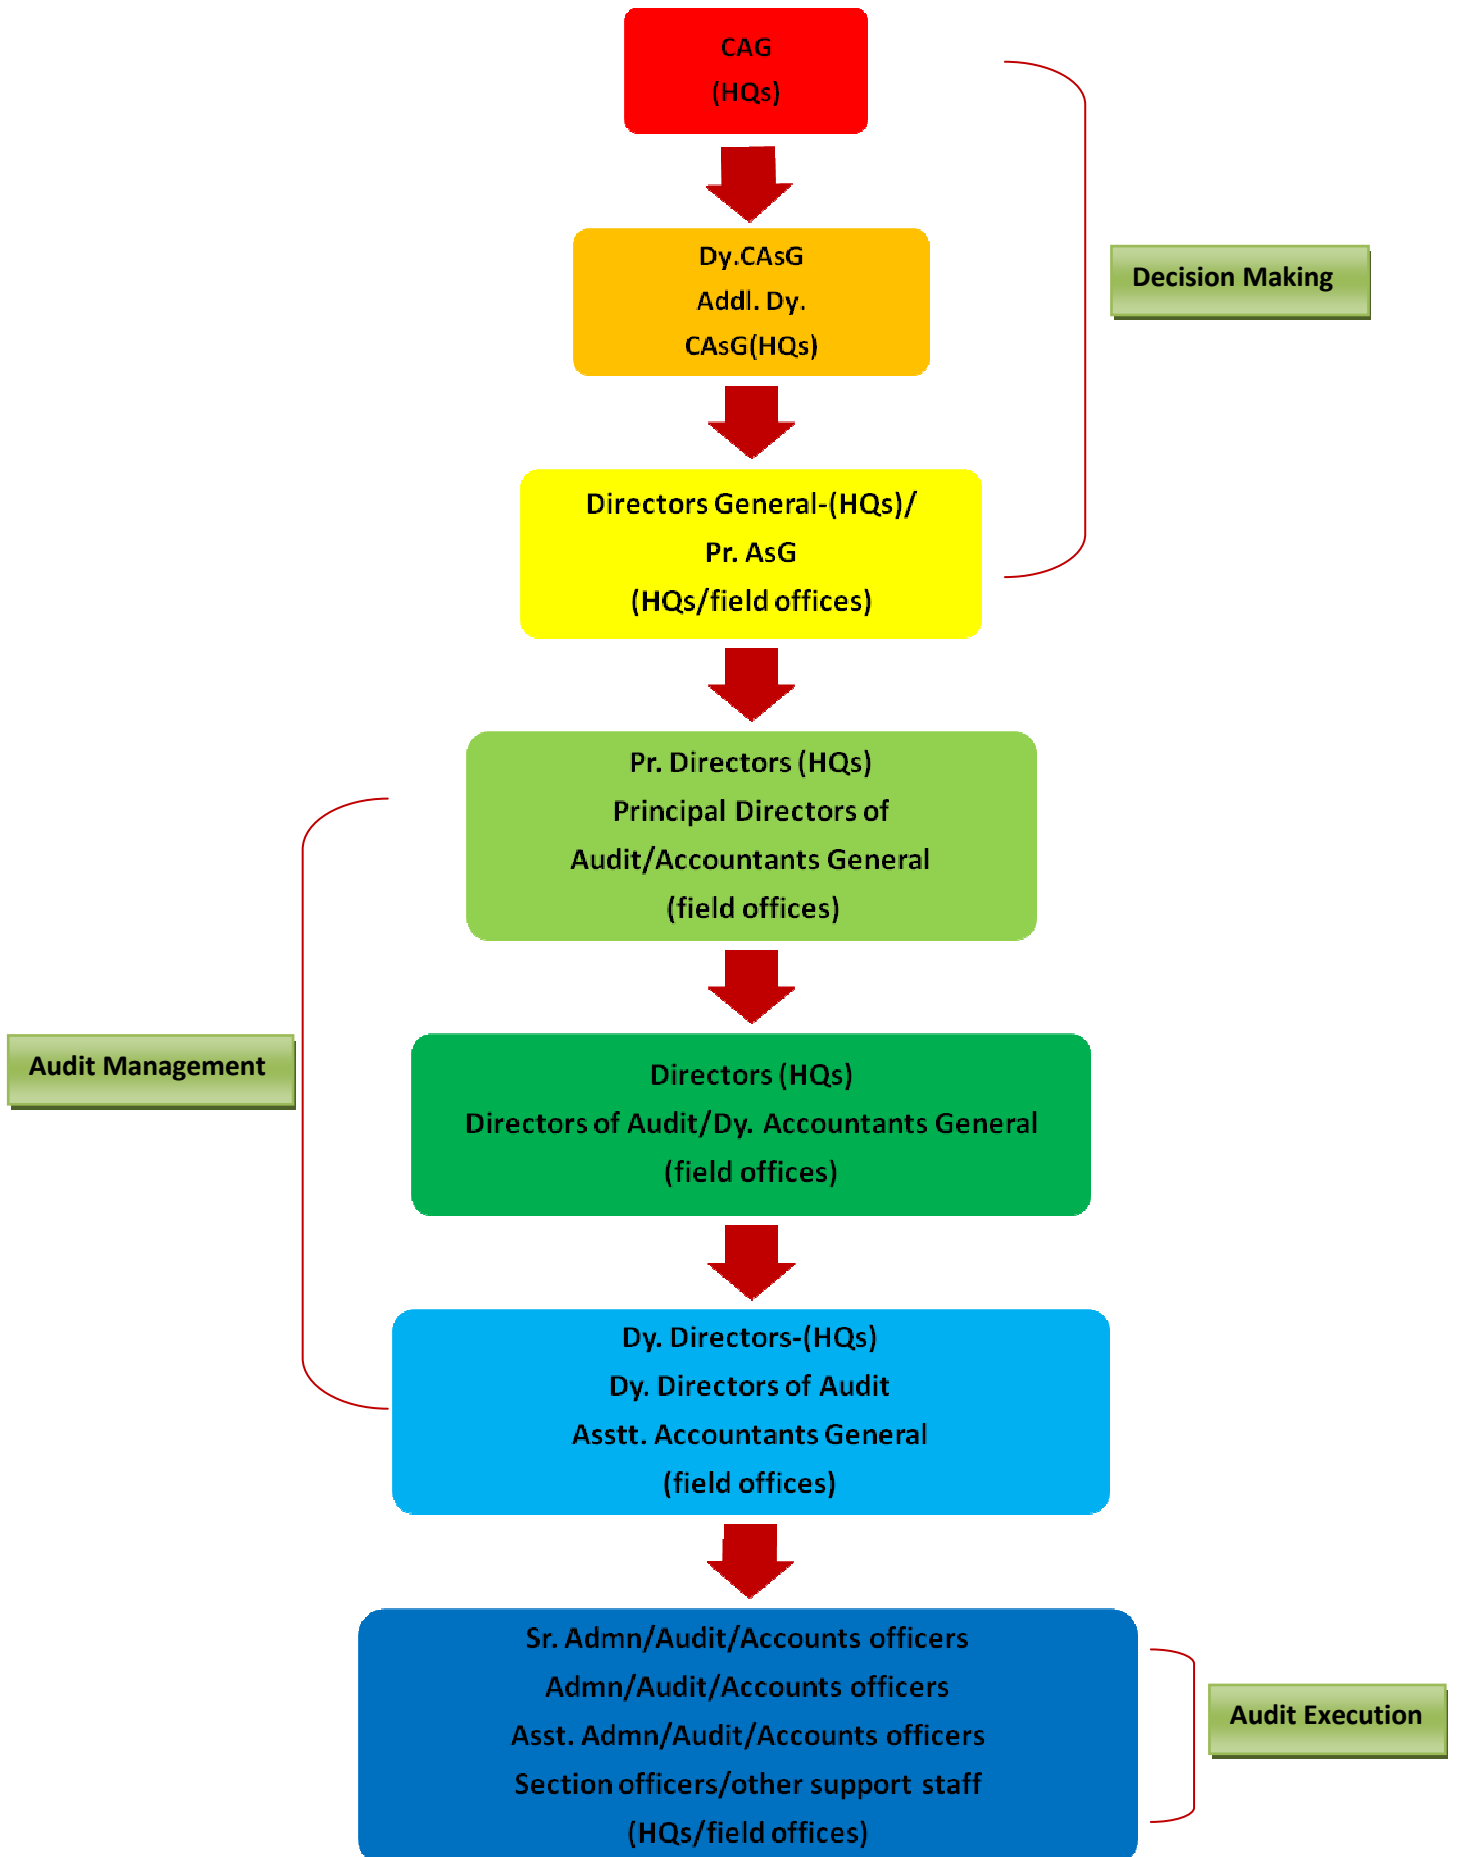 CAG
(HQs)
Dy.CAsG
Addl. Dy.
CAsG(HQs)
Decision Making
Directors General-(HQs)/
Pr. AsG
(HQs/field offices)
Pr. Directors (HQs)
Principal Directors of
Audit/Accountants General
(field offices)
Audit Management
Directors (HQs)
Directors of Audit/Dy. Accountants General
(field offices)
Dy. Directors-(HQs)
Dy. Directors of Audit
Asstt. Accountants General
(field offices)
Sr. Admn/Audit/Accounts officers
Admn/Audit/Accounts officers
Asst. Admn/Audit/Accounts officers
Section officers/other support staff
(HQs/field offices)
Audit Execution